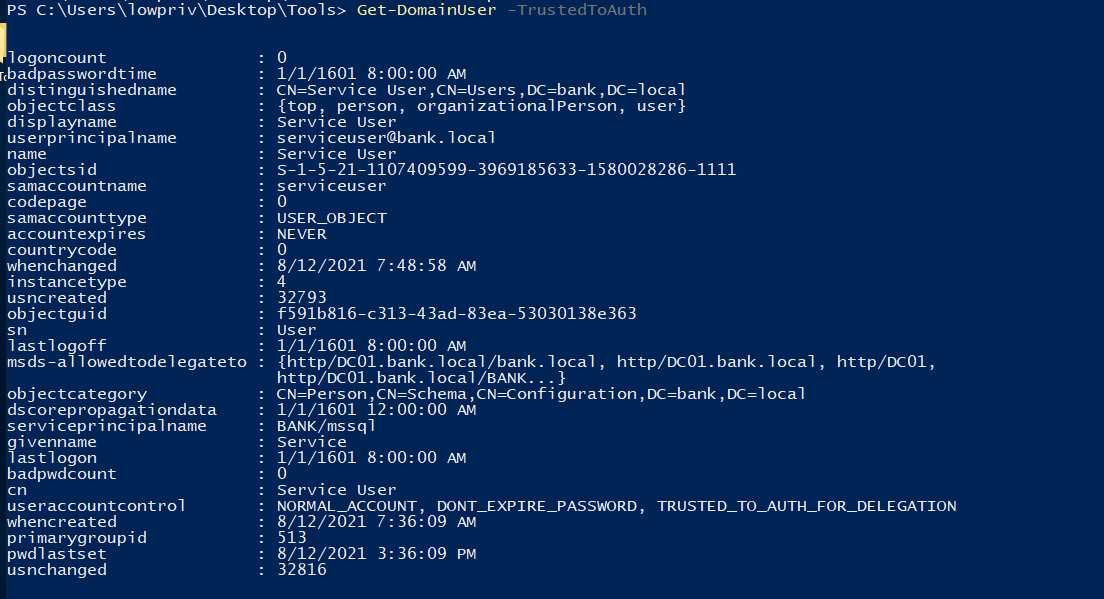 PS C:\Users\lowpriv\Desktop\Tools> Get-DomainUser -TrustedToAuth
logoncount : 0
badpasswordtime : 1/1/1601 8:00:00 AM
distinguishedname : CN=Service User,CN=Users,DC=bank,DC=local
objectclass : {top, person, organizationalPerson, user}
displayname : Service User
userprincipalname : serviceuser@bank.local
name : Service User
objectsid : S-1-5-21-1107409599-3969185633-1580028286-1111
samaccountname : serviceuser
codepage : 0
samaccounttype : USER_OBJECT
accountexpires : NEVER
countrycode : 0
whenchanged : 8/12/2021 7:48:58 AM
instancetype : 4
usncreated : 32793
objectguid : f591b816-c313-43ad-83ea-53030138e363
sn : User
lastlogoff : 1/1/1601 8:00:00 AM
msds-allowedtodelegateto : {http/DC01.bank.local/bank.local, http/DC01.bank.local, http/DC01,
http/DC01.bank.local/BANK...}
objectcategory : CN=Person,CN=Schema,CN=Configuration,DC=bank,DC=local
dscorepropagationdata : 1/1/1601 12:00:00 AM
serviceprincipalname : BANK/mssql
givenname : Service
lastlogon : 1/1/1601 8:00:00 AM
badpwdcount : 0
cn : Service User
useraccountcontrol : NORMAL_ACCOUNT, DONT_EXPIRE_PASSWORD, TRUSTED_TO_AUTH_FOR_DELEGATION
whencreated : 8/12/2021 7:36:09 AM
primarygroupid : 513
pwdlastset : 8/12/2021 3:36:09 PM
usnchanged : 32816